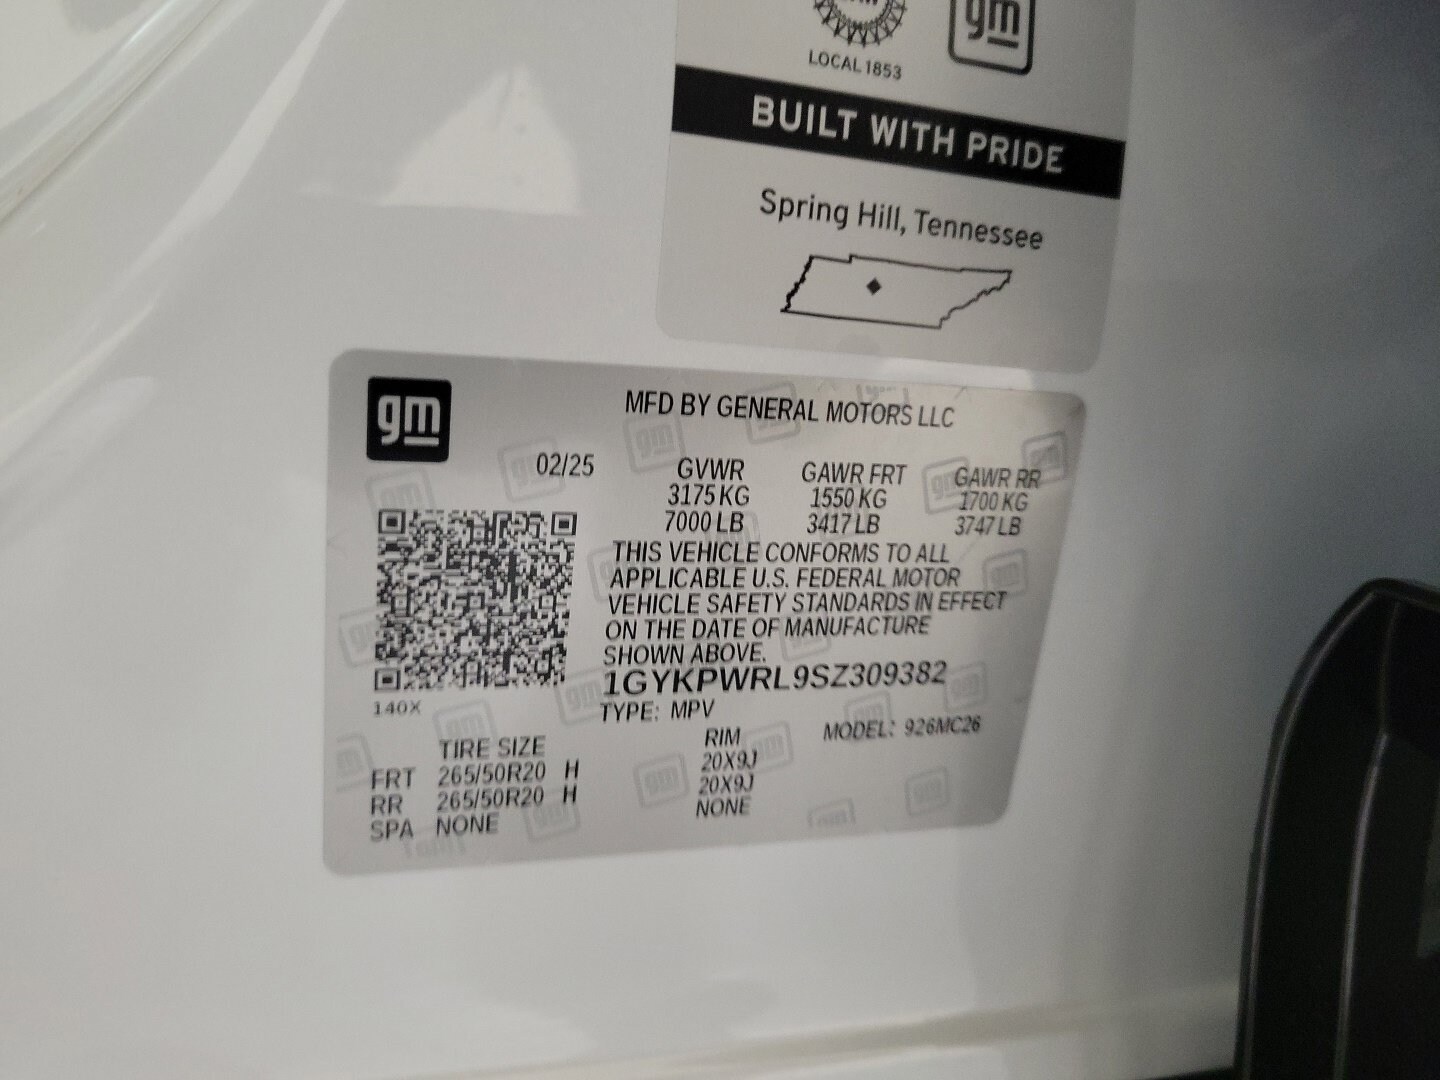 gm
LOCAL 1853
BUILT WITH PRIDE
Spring Hill, Tennessee
gm
MFD BY GENERAL MOTORS LLC
02/25
GVWR GAWR FRT GAWR RR
3175 KG 1550 KG 1700 KG
7000 LB 3417 LB 3747 LB
THIS VEHICLE CONFORMS TO ALL
APPLICABLE U.S. FEDERAL MOTOR
VEHICLE SAFETY STANDARDS IN EFFECT
ON THE DATE OF MANUFACTURE
SHOWN ABOVE.
1GYKPWRL9SZ309382
140X
TYPE: MPV
MODEL: 926MC26
TIRE SIZE RIM
FRT 265/50R20 H 20X9J
RR 265/50R20 H 20X9J
SPA NONE NONE